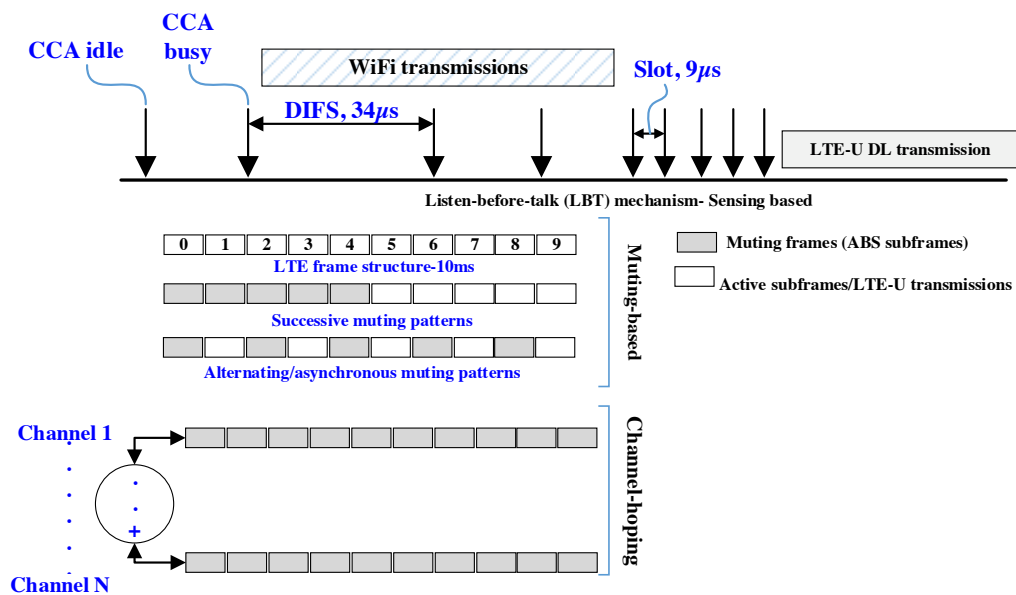 CCA idle
CCA
busy
WiFi transmissions
Slot, 9µs
DIFS, 34µs
LTE-U DL transmission
Listen-before-talk (LBT) mechanism- Sensing based
0 1 2 3 4 5 6 7 8 9
LTE frame structure-10ms
Successive muting patterns
Alternating/asynchronous muting patterns
Muting-based
Muting frames (ABS subframes)
Active subframes/LTE-U transmissions
Channel 1
+
Channel N
Channel-hoping